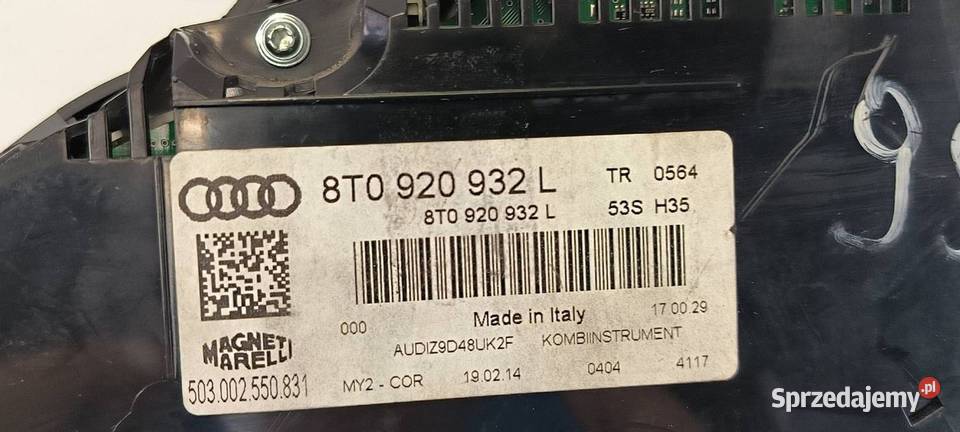 8T0 920 932 L TR 0564
8T0 920 932 L 53S H35
000 Made in Italy 17 00:29
AUDIZ9D48UK2F KOMBIINSTRUMENT
MAGNETI
MARELLI
503.002.550.831
MY2 - COR 19.02.14 0404 4117
Sprzedajemy.pl